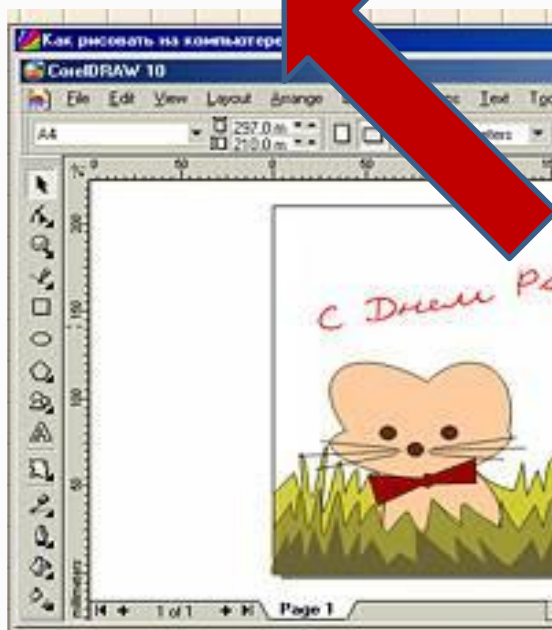 Как рисовать на компьютере
CorelDRAW 10
File Edit View Layout Arrange Text
A4
297.0 m
210.0 m
С Днем
millimeters
1 of 1 Page 1